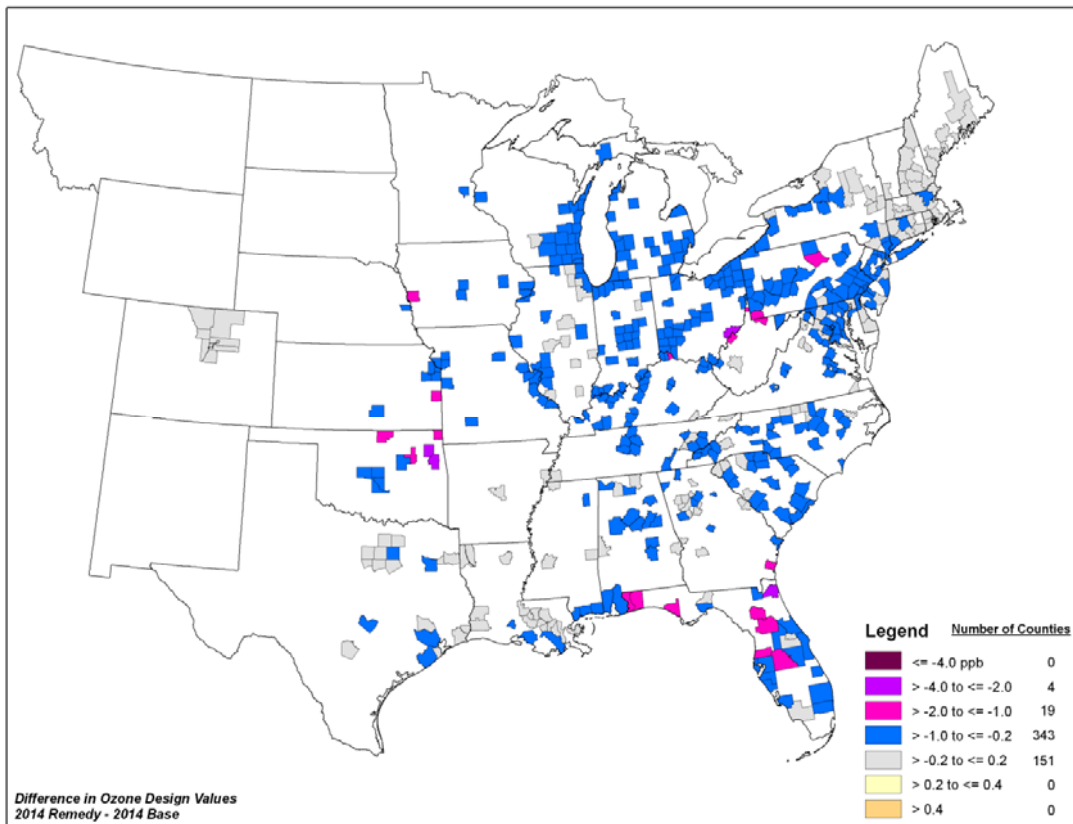 Legend Number of Counties
<= -4.0 ppb 0
> -4.0 to <= -2.0 4
> -2.0 to <= -1.0 19
> -1.0 to <= -0.2 343
> -0.2 to <= 0.2 151
> 0.2 to <= 0.4 0
> 0.4 0
Difference in Ozone Design Values
2014 Remedy - 2014 Base